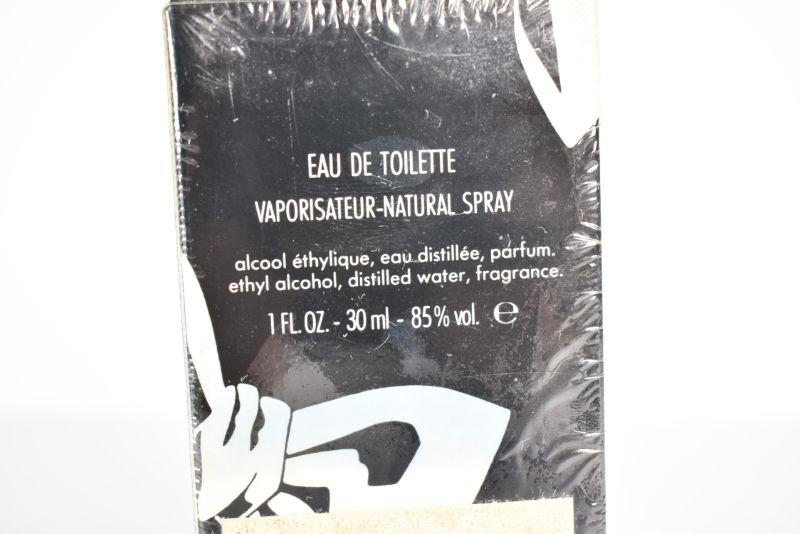 EAU DE TOILETTE
VAPORISATEUR-NATURAL SPRAY
alcool éthylique, eau distillée, parfum.
ethyl alcohol, distilled water, fragrance.
1 FL. OZ. - 30 ml - 85% vol. ℮